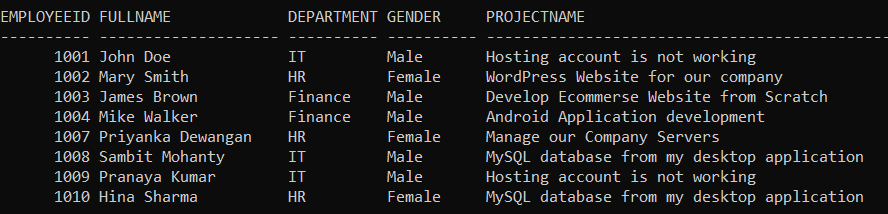 EMPLOYEEID FULLNAME DEPARTMENT GENDER PROJECTNAME
---------- -------------------- ---------- ---------- -----------------------------------------
1001 John Doe IT Male Hosting account is not working
1002 Mary Smith HR Female WordPress Website for our company
1003 James Brown Finance Male Develop Ecommerse Website from Scratch
1004 Mike Walker Finance Male Android Application development
1007 Priyanka Dewangan HR Female Manage our Company Servers
1008 Sambit Mohanty IT Male MySQL database from my desktop application
1009 Pranaya Kumar IT Male Hosting account is not working
1010 Hina Sharma HR Female MySQL database from my desktop application